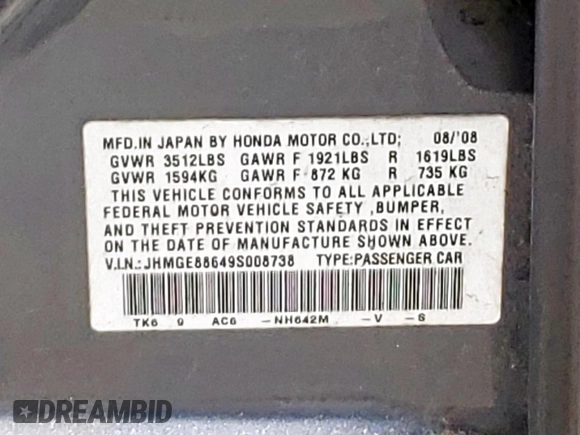 MFD.IN JAPAN BY HONDA MOTOR CO.,LTD; 08/'08
GVWR 3512LBS GAWR F 1921LBS R 1619LBS
GVWR 1594KG GAWR F 872 KG R 735 KG
THIS VEHICLE CONFORMS TO ALL APPLICABLE
FEDERAL MOTOR VEHICLE SAFETY ,BUMPER,
AND THEFT PREVENTION STANDARDS IN EFFECT
ON THE DATE OF MANUFACTURE SHOWN ABOVE.
V.I.N.:JHMGE88649S008738 TYPE:PASSENGER CAR
TK6 9 AC6 -NH642M -V -S
DREAMBID